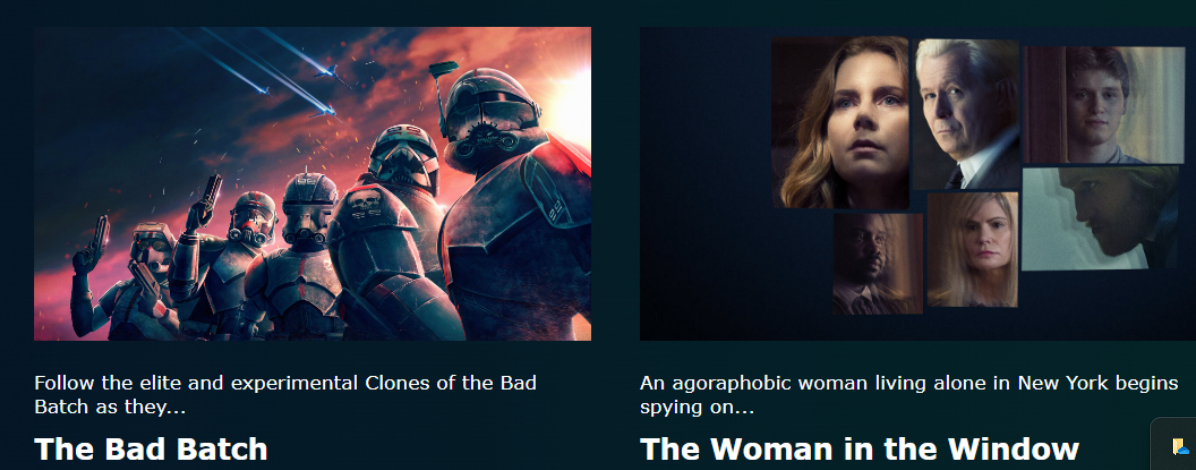 Follow the elite and experimental Clones of the Bad
Batch as they...
The Bad Batch
An agoraphobic woman living alone in New York begins
spying on...
The Woman in the Window